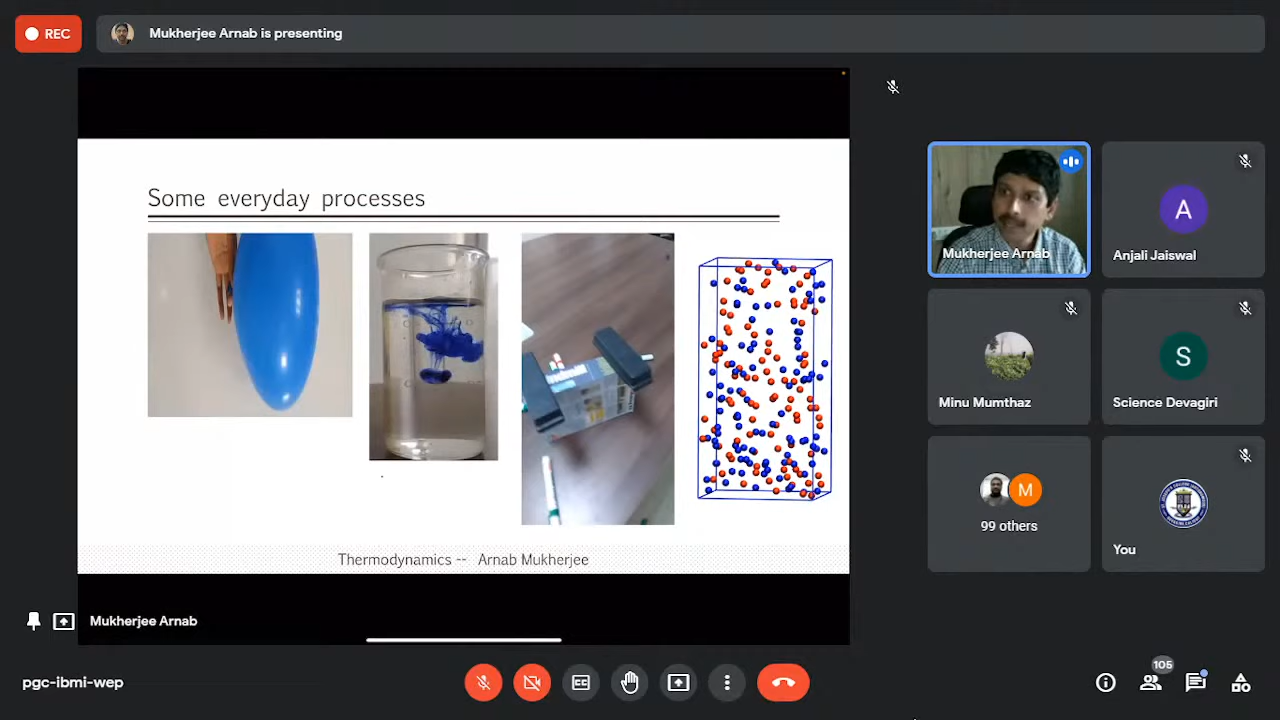 REC
Mukherjee Arnab is presenting
Some everyday processes
Thermodynamics -- Arnab Mukherjee
Mukherjee Arnab
Mukherjee Arnab
A
Anjali Jaiswal
Minu Mumthaz
S
Science Devagiri
M
99 others
You
pgc-ibmi-wep
CC
105